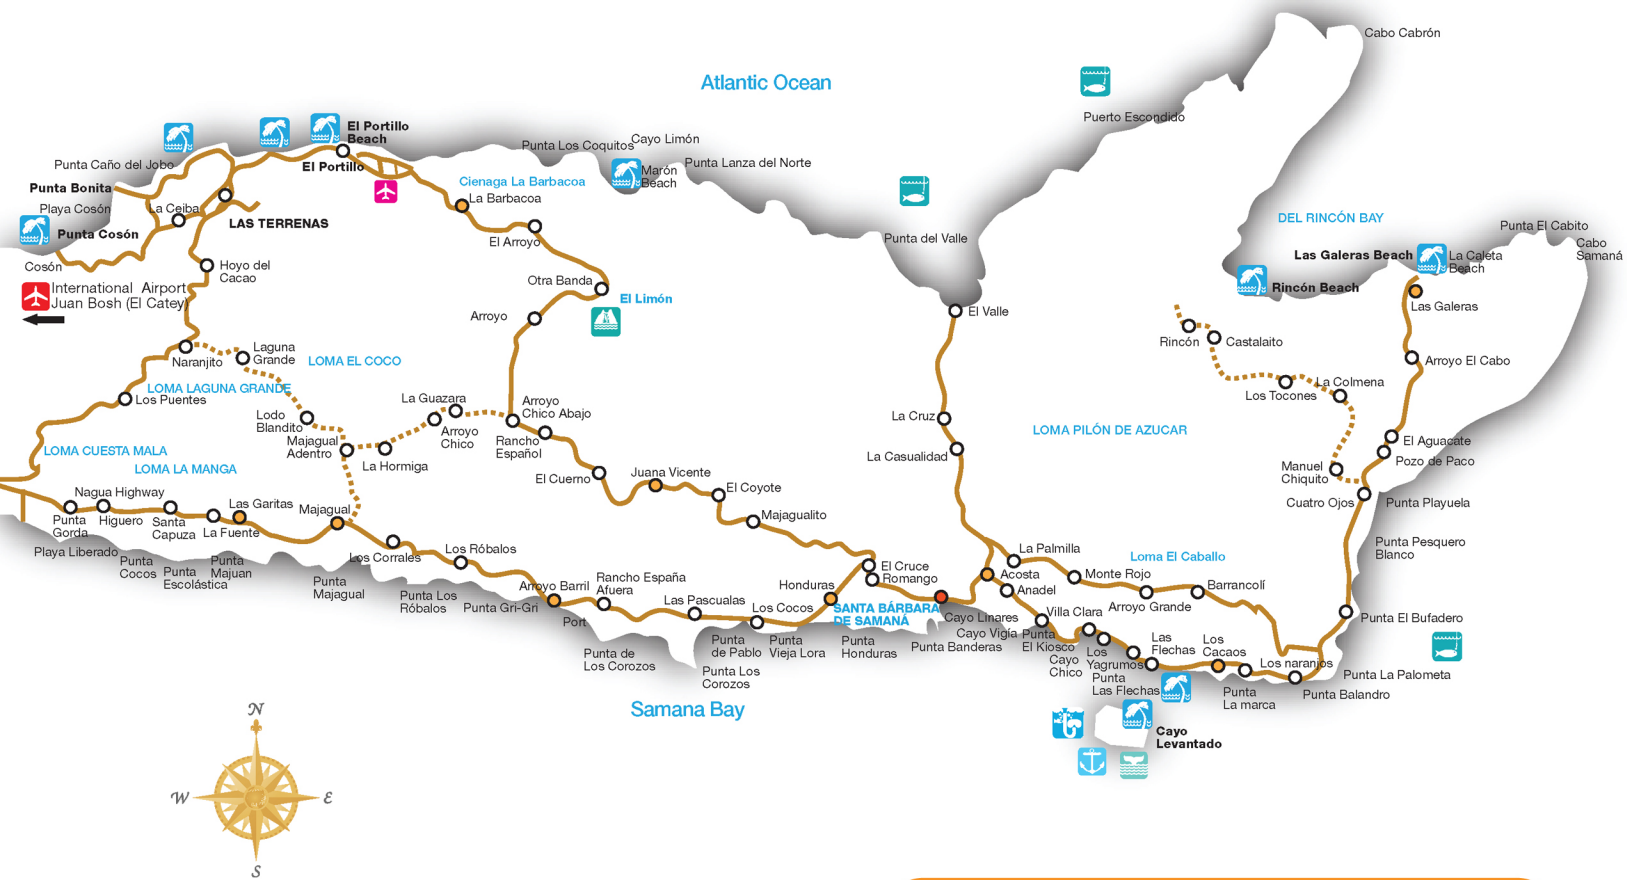 Cabo Cabrón
Atlantic Ocean
Puerto Escondido
El Portillo
Beach
El Portillo
Punta Los Coquitos
Cayo Limón
Punta Lanza del Norte
Marón
Beach
Punta Caño del Jobo
Punta Bonita
Playa Cosón
Punta Cosón
Cosón
La Ceiba
LAS TERRENAS
Cienaga La Barbacoa
La Barbacoa
El Arroyo
Otra Banda
El Limón
Arroyo
Punta del Valle
DEL RINCÓN BAY
Punta El Cabito
Cabo
Samaná
Las Galeras Beach
La Caleta
Beach
Rincón Beach
Las Galeras
Hoyo del
Cacao
International Airport
Juan Bosh (El Catey)
El Valle
Rincón
Castalaito
Arroyo El Cabo
Naranjito
Laguna
Grande
LOMA EL COCO
LOMA LAGUNA GRANDE
Los Puentes
La Guazara
Arroyo
Chico Abajo
Lodo
Blandito
Arroyo
Chico
Majagual
Adentro
La Hormiga
Rancho
Español
La Cruz
La Casualidad
LOMA PILÓN DE AZUCAR
La Colmena
Los Tocones
El Aguacate
Pozo de Paco
Manuel
Chiquito
Cuatro Ojos
Punta Playuela
LOMA CUESTA MALA
LOMA LA MANGA
El Cuerno
Juana Vicente
El Coyote
Majagualito
Nagua Highway
Las Garitas
Majagual
Punta
Gorda
Higuero
Santa
Capuza
La Fuente
Playa Liberado
Punta
Cocos
Punta
Escolástica
Punta
Majuan
Punta
Majagual
Los Corrales
Los Róbalos
Punta Los
Róbalos
Punta Gri-Gri
Arroyo Barril
Port
Rancho España
Afuera
Las Pascualas
Los Cocos
Honduras
El Cruce
Romango
SANTA BÁRBARA
DE SAMANÁ
Punta de
Los Corozos
Punta Los
Corozos
Punta
de Pablo
Punta
Vieja Lora
Punta
Honduras
Punta Banderas
Cayo Linares
Cayo Vigía
Acosta
Anadel
La Palmilla
Monte Rojo
Loma El Caballo
Arroyo Grande
Barrancolí
Punta Pesquero
Blanco
Punta El Bufadero
Villa Clara
Punta
El Kiosco
Cayo
Chico
Los
Yagrumos
Punta
Las Flechas
Las
Flechas
Los
Cacaos
Los naranjos
Punta
La marca
Punta Balandro
Punta La Palometa
Cayo
Levantado
Samana Bay
N
W
E
S